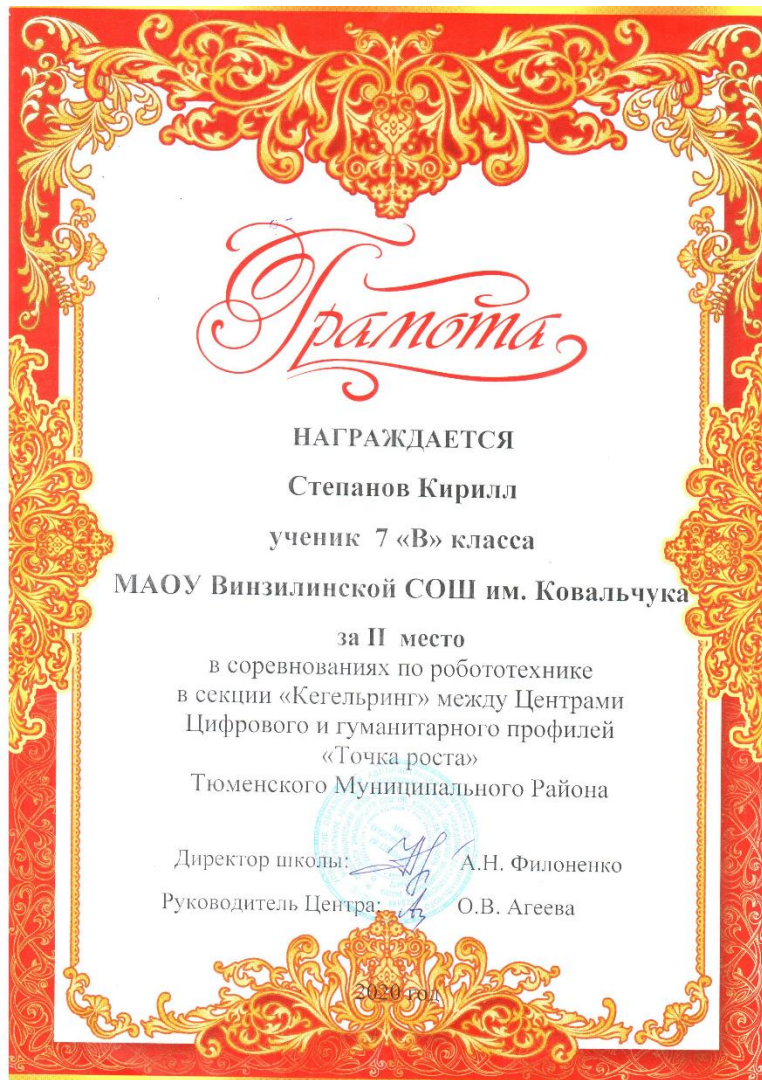 Грамота
НАГРАЖДАЕТСЯ
Степанов Кирилл
ученик 7 «В» класса
МАОУ Винзилинской СОШ им. Ковальчука
за II место
в соревнованиях по робототехнике
в секции «Кегельринг» между Центрами
Цифрового и гуманитарного профилей
«Точка роста»
Тюменского Муниципального Района
Директор школы: А.Н. Филоненко
Руководитель Центра: О.В. Агеева
2020 год